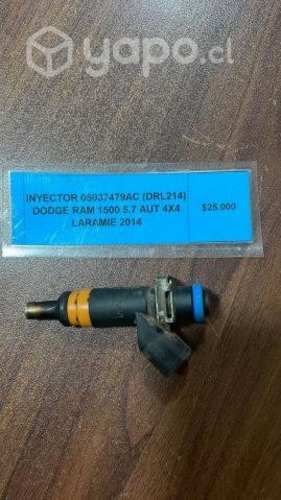 yapo.cl
INYECTOR 05037479AC (DRL214)
DODGE RAM 1500 5.7 AUT 4X4
LARAMIE 2014
$25.000